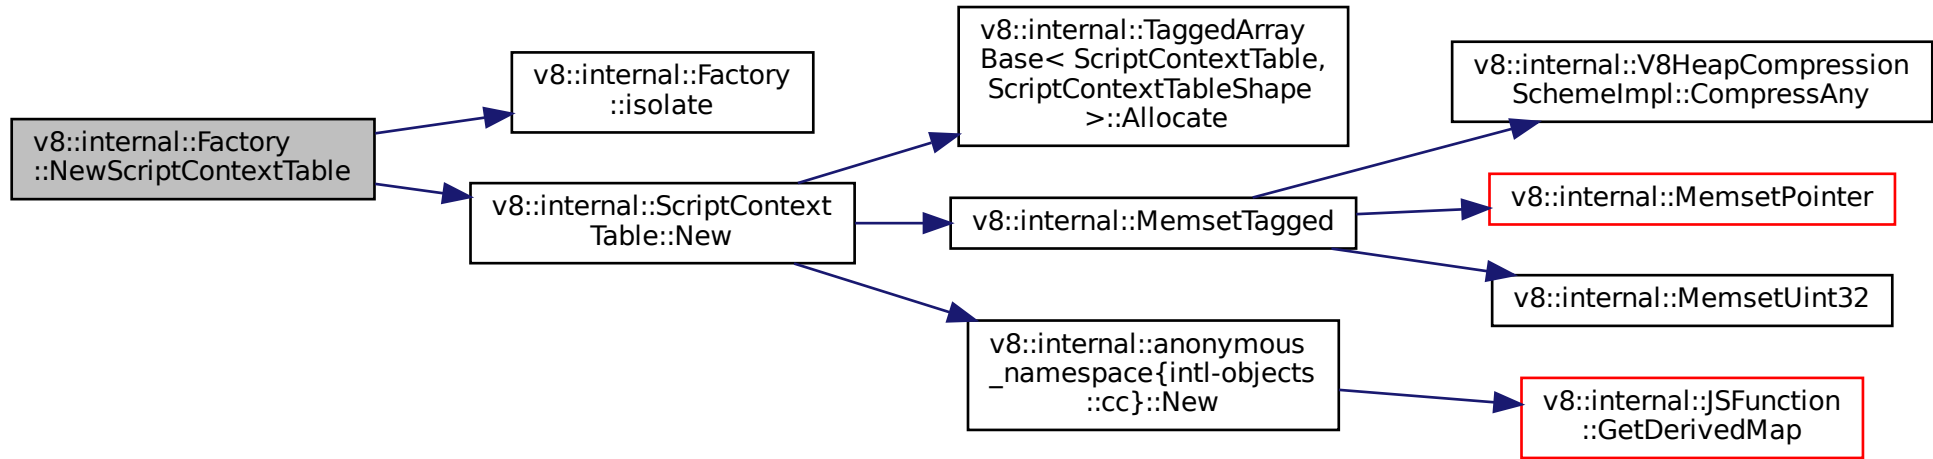 v8::internal::Factory
::NewScriptContextTable
v8::internal::Factory
::isolate
v8::internal::ScriptContext
Table::New
v8::internal::TaggedArray
Base< ScriptContextTable,
ScriptContextTableShape
>::Allocate
v8::internal::MemsetTagged
v8::internal::anonymous
_namespace{intl-objects
::cc}::New
v8::internal::V8HeapCompression
SchemeImpl::CompressAny
v8::internal::MemsetPointer
v8::internal::MemsetUint32
v8::internal::JSFunction
::GetDerivedMap